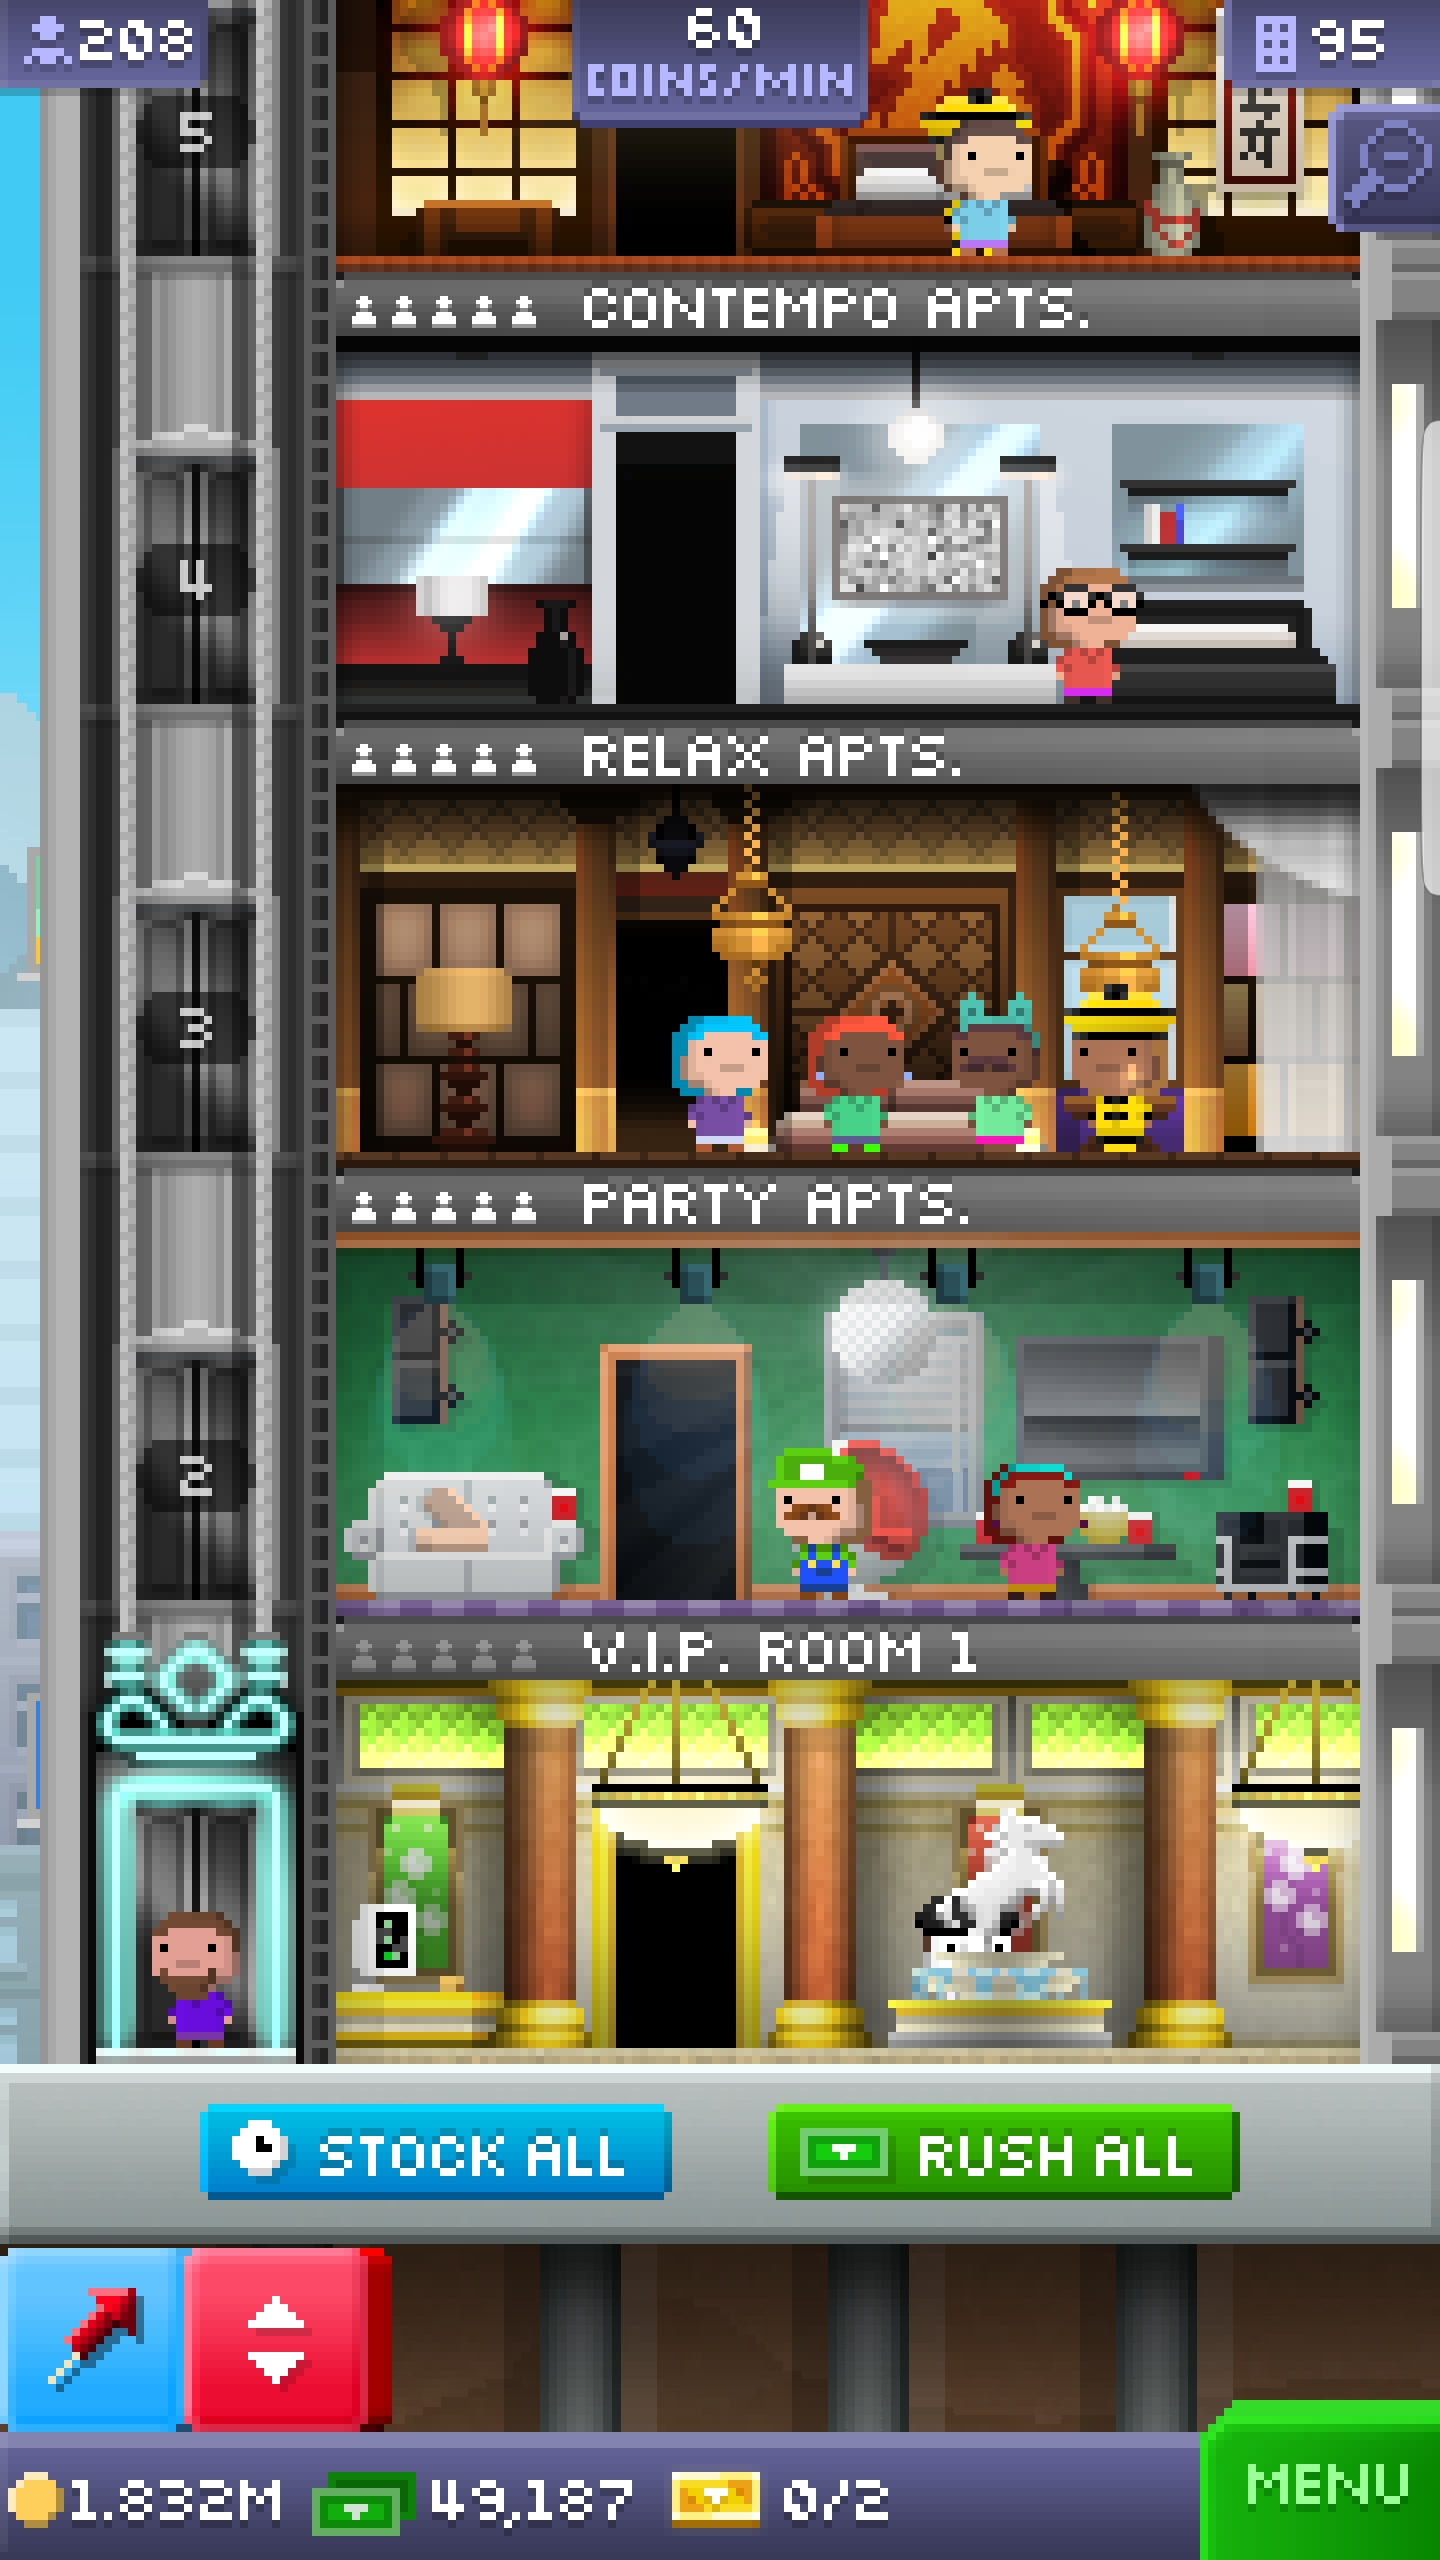 208
60
COINS/MIN
95
5
CONTEMPO APTS.
4
RELAX APTS.
3
PARTY APTS.
2
V.I.P. ROOM 1
STOCK ALL
RUSH ALL
1.832M 49,187 0/2
MENU